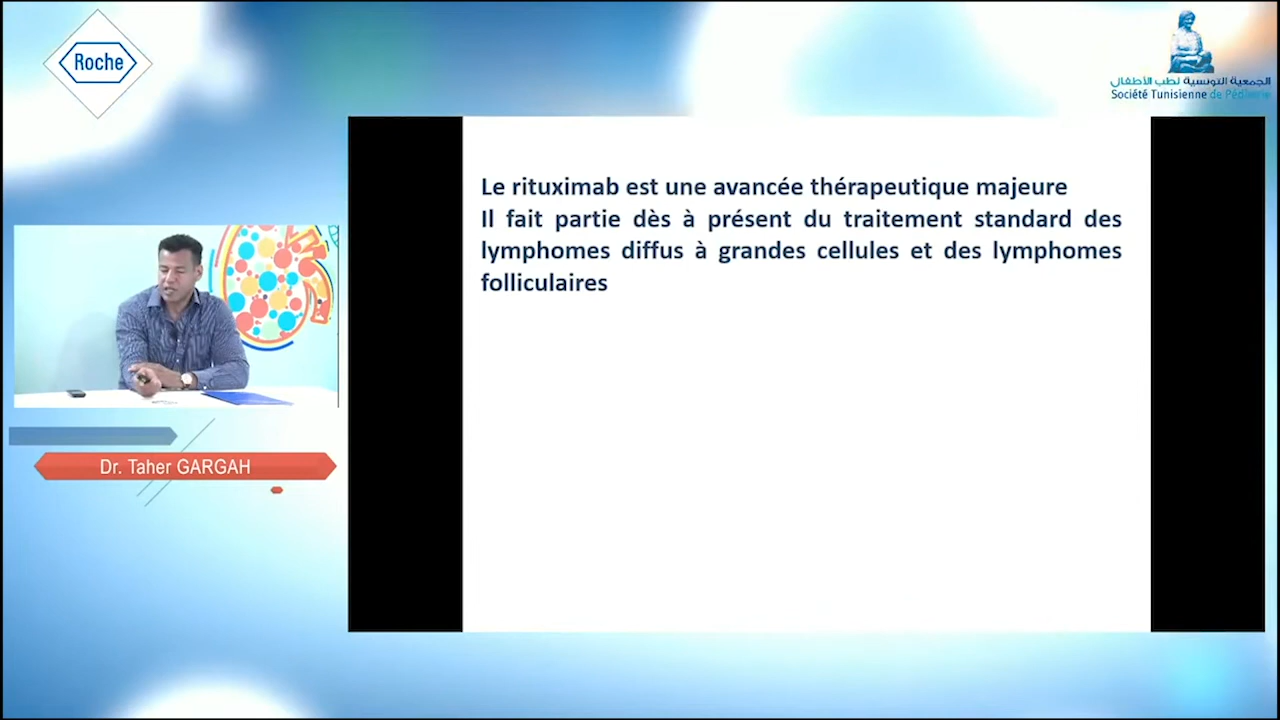 Roche
الجمعية التونسية لطب الأطفال
Société Tunisienne de Pédiatrie
Le rituximab est une avancée thérapeutique majeure
Il fait partie dès à présent du traitement standard des
lymphomes diffus à grandes cellules et des lymphomes
folliculaires
Dr. Taher GARGAH